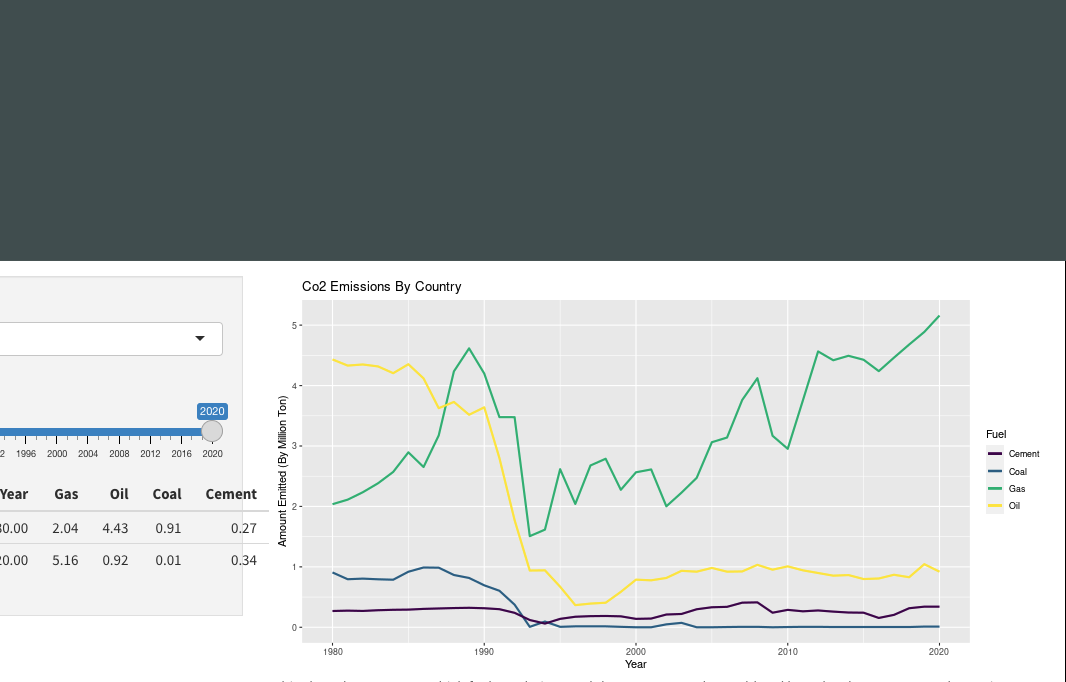 Co2 Emissions By Country
2020
2 1996 2000 2004 2008 2012 2016 2020
Year Gas Oil Coal Cement
30.00 2.04 4.43 0.91 0.27
20.00 5.16 0.92 0.01 0.34
Amount Emitted (By Million Ton)
5
4
3
2
1
0
1980 1990 2000 2010 2020
Year
Fuel
Cement
Coal
Gas
Oil